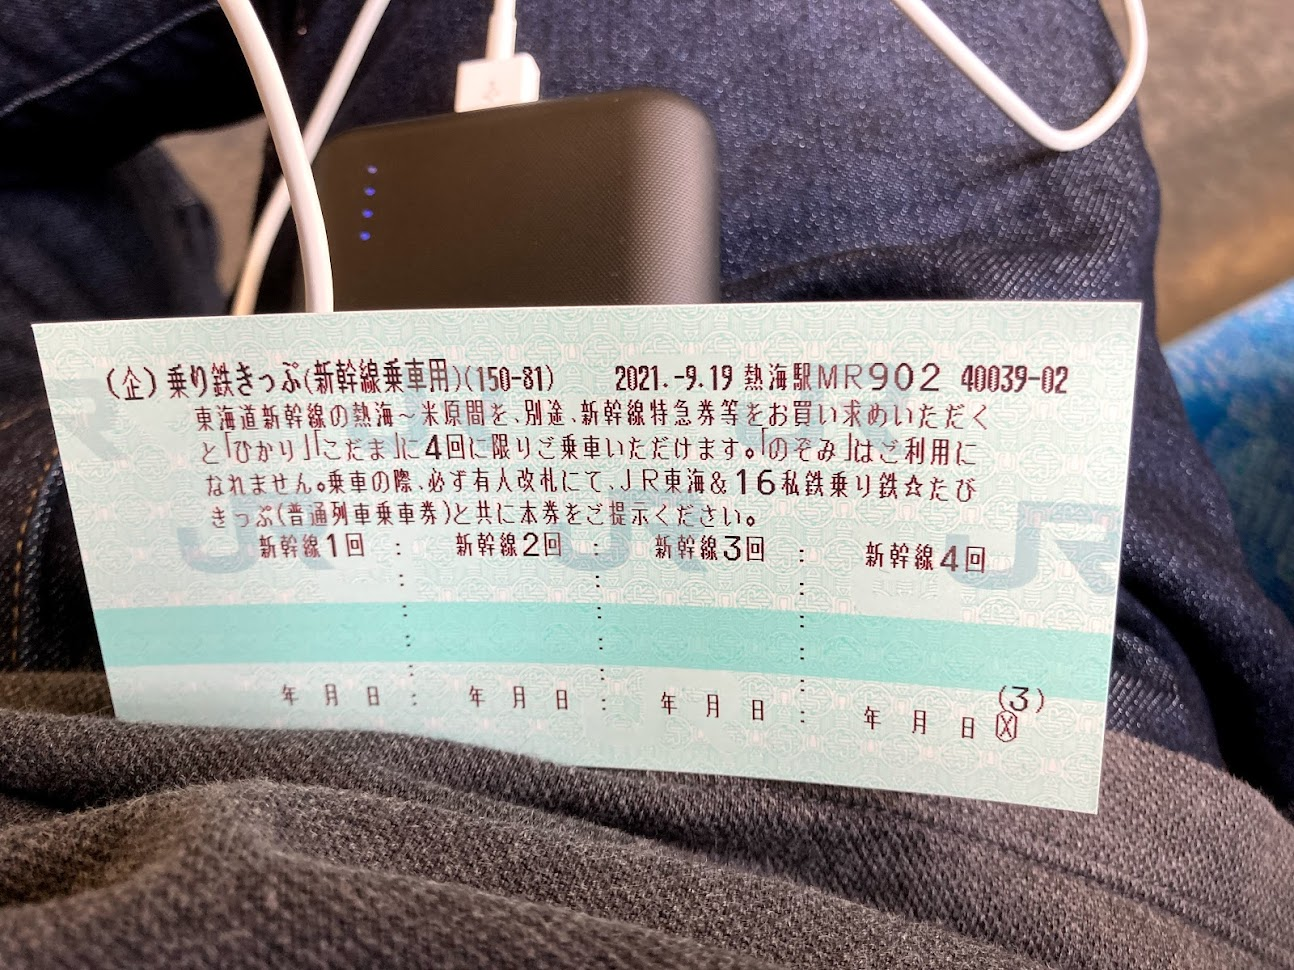 (企)乗り鉄きっぷ(新幹線乗車用)(150-81) 2021.-9.19 熱海駅MR902 40039-02
東海道新幹線の熱海～米原間を、別途、新幹線特急券等をお買い求めいただく
と「ひかり」「こだま」に4回に限りご乗車いただけます。「のぞみ」はご利用に
なれません。乗車の際、必ず有人改札にて、JR東海&16私鉄乗り鉄☆たび
きっぷ(普通列車乗車券)と共に本券をご提示ください。
新幹線1回 : 新幹線2回 : 新幹線3回 : 新幹線4回
(3)
年 月 日 : 年 月 日 : 年 月 日 : 年 月 日 X